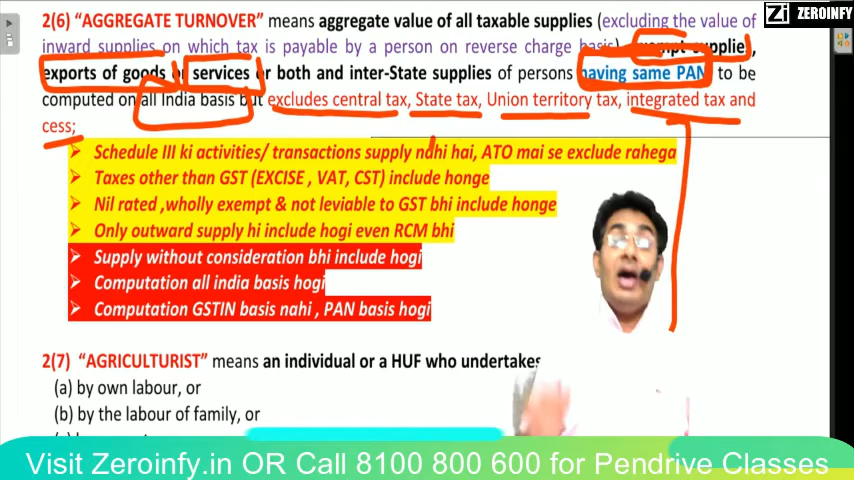 2(6) “AGGREGATE TURNOVER” means aggregate value of all taxable supplies (excluding the value of
inward supplies on which tax is payable by a person on reverse charge basis), exempt supplies,
exports of goods or services or both and inter-State supplies of persons having same PAN to be
computed on all India basis but excludes central tax, State tax, Union territory tax, integrated tax and
cess;
Schedule III ki activities/ transactions supply nahi hai, ATO mai se exclude rahega
Taxes other than GST (EXCISE , VAT, CST) include honge
Nil rated ,wholly exempt & not leviable to GST bhi include honge
Only outward supply hi include hogi even RCM bhi
Supply without consideration bhi include hogi
Computation all india basis hogi
Computation GSTIN basis nahi , PAN basis hogi
2(7) “AGRICULTURIST” means an individual or a HUF who undertakes
(a) by own labour, or
(b) by the labour of family, or
Zi ZEROINFY
Visit Zeroinfy.in OR Call 8100 800 600 for Pendrive Classes